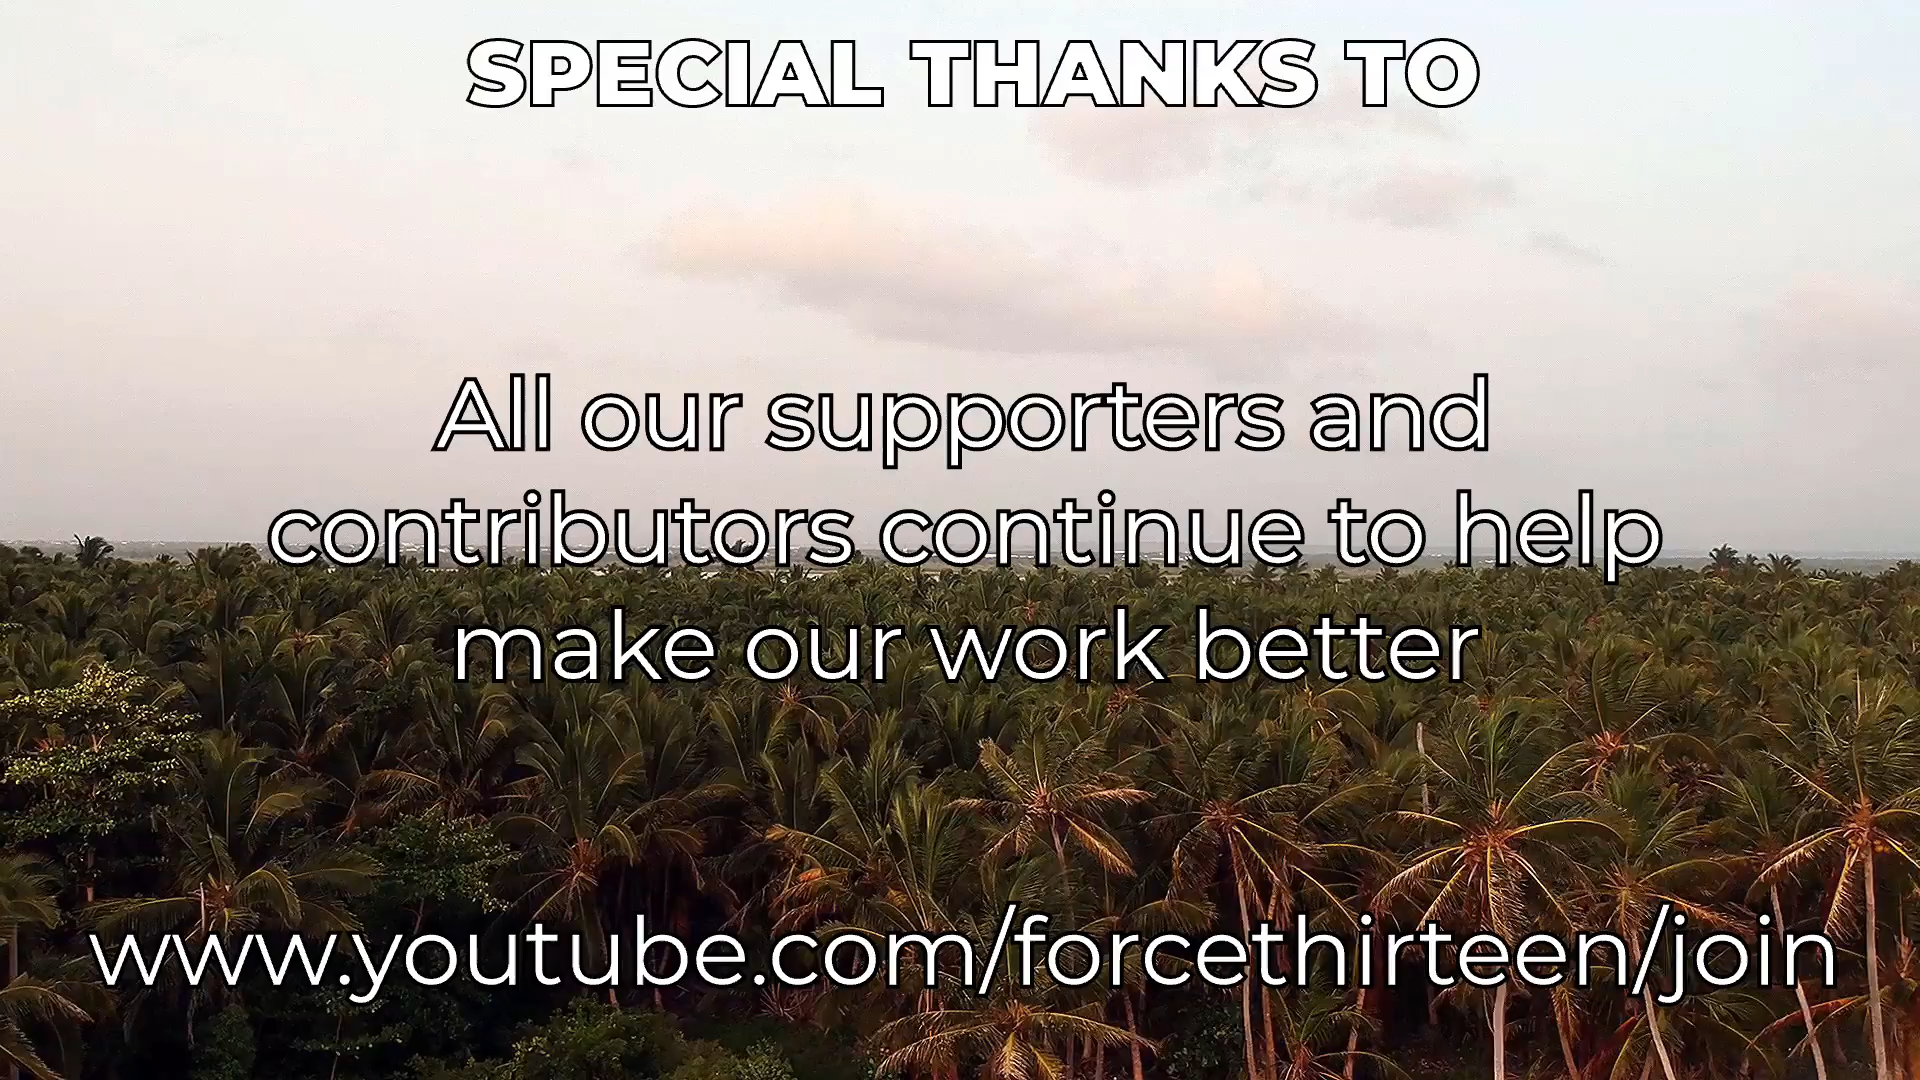 SPECIAL THANKS TO
All our supporters and
contributors continue to help
make our work better
www.youtube.com/forcethirteen/join